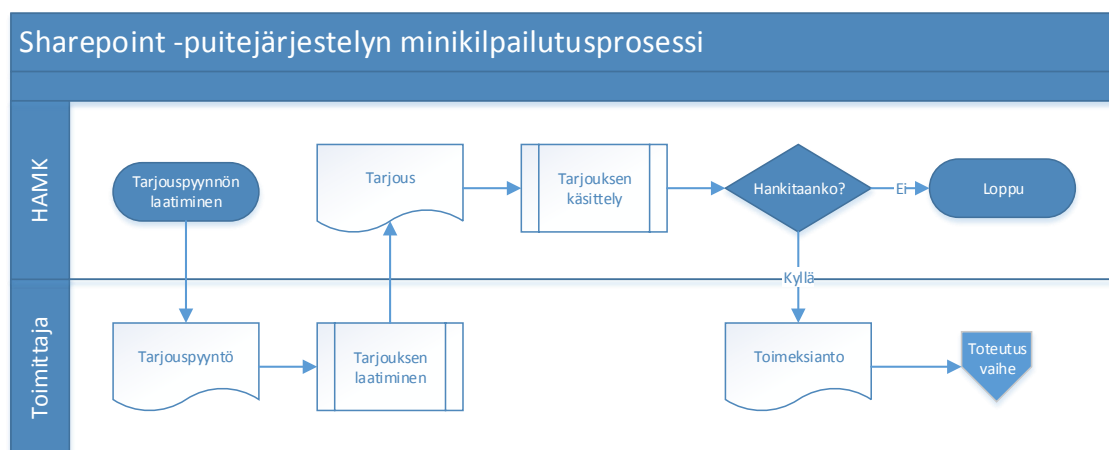 Sharepoint -puitejärjestelyn minikilpailutusprosessi
HAMK
Tarjouspyynnön
laatiminen
Tarjous
Tarjouksen
käsittely
Hankitaanko?
Ei
Loppu
Kyllä
Toimittaja
Tarjouspyyntö
Tarjouksen
laatiminen
Toimeksianto
Toteutus
vaihe